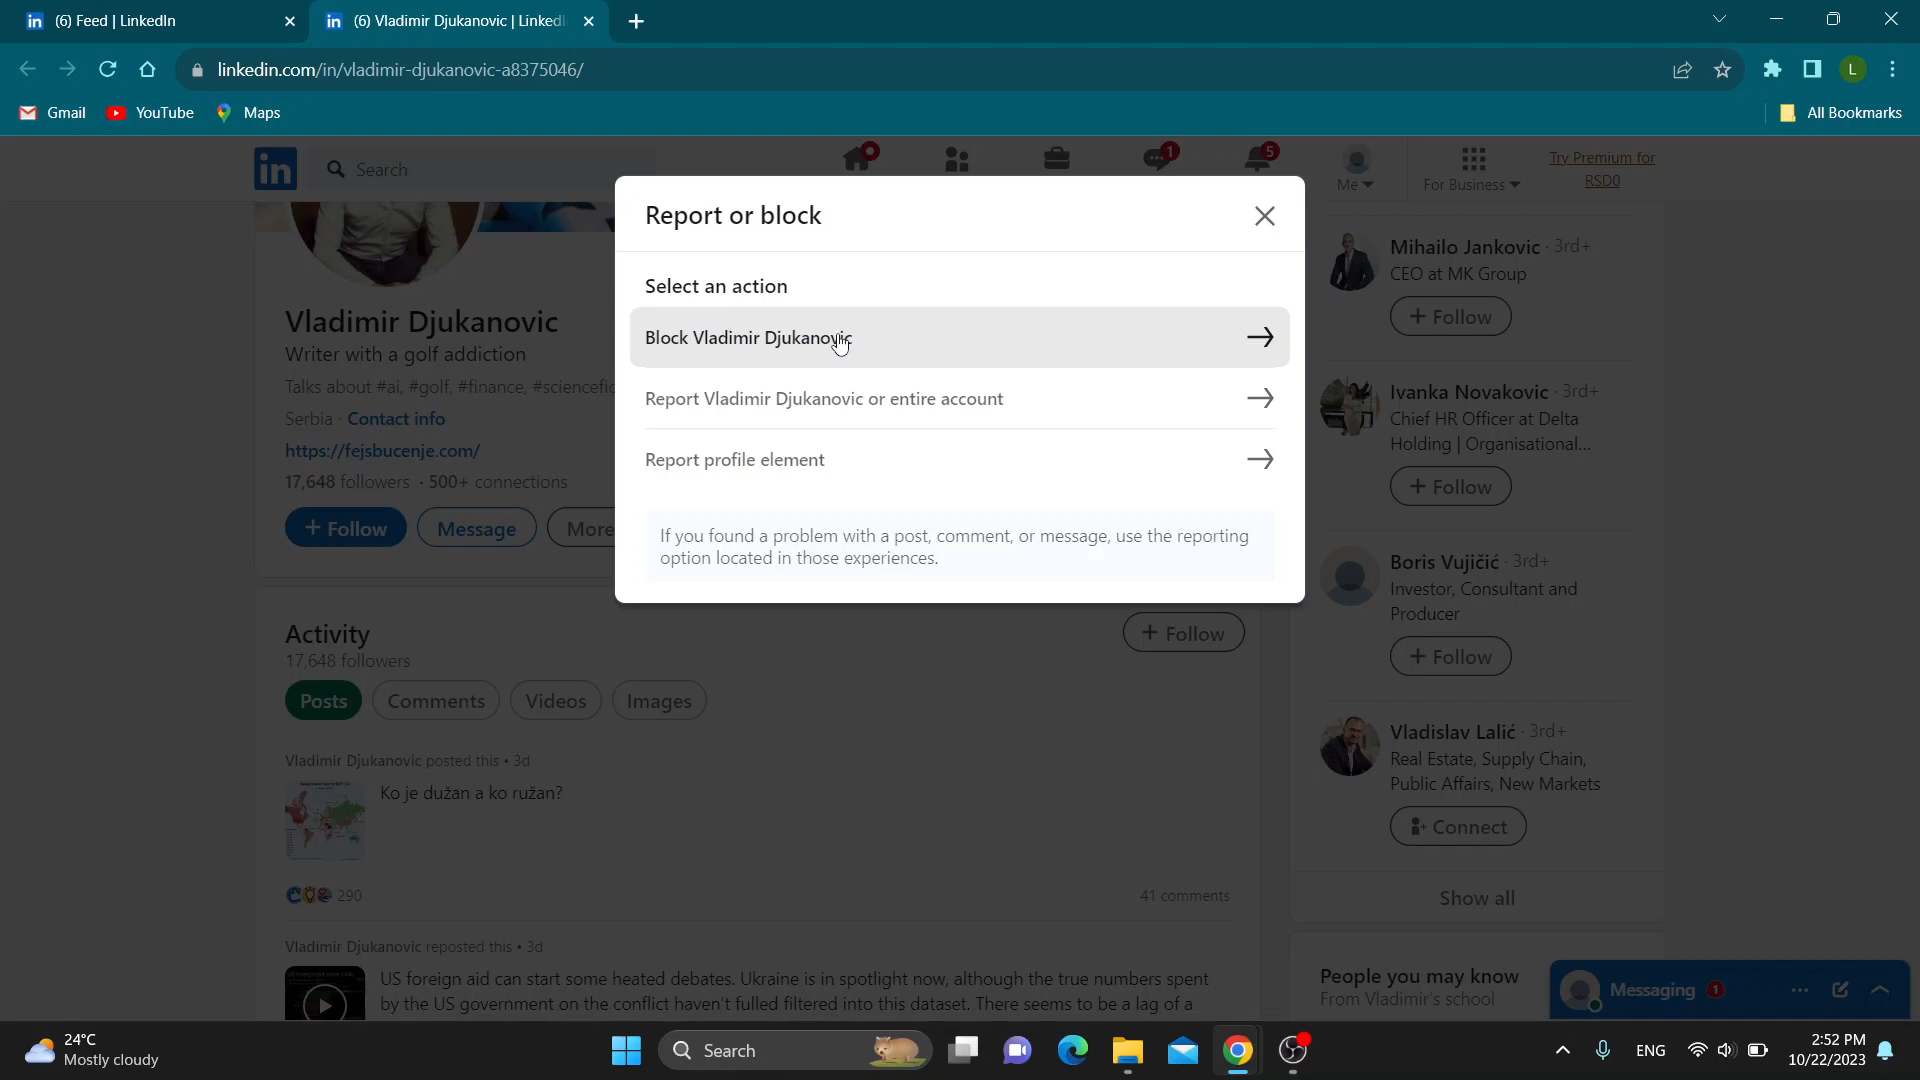 (6) Feed | LinkedIn
(6) Vladimir Djukanovic | LinkedI
linkedin.com/in/vladimir-djukanovic-a8375046/
L
Gmail
YouTube
Maps
All Bookmarks
in
Search
1
5
Me
For Business
Try Premium for
RSD0
Report or block
Select an action
Block Vladimir Djukanovic
Report Vladimir Djukanovic or entire account
Report profile element
If you found a problem with a post, comment, or message, use the reporting
option located in those experiences.
Vladimir Djukanovic
Writer with a golf addiction
Talks about #ai, #golf, #finance, #sciencefic
Serbia · Contact info
https://fejsbucenje.com/
17,648 followers · 500+ connections
+ Follow
Message
More
Activity
17,648 followers
+ Follow
Posts
Comments
Videos
Images
Vladimir Djukanovic posted this • 3d
Ko je dužan a ko ružan?
290
41 comments
Vladimir Djukanovic reposted this • 3d
US foreign aid can start some heated debates. Ukraine is in spotlight now, although the true numbers spent
by the US government on the conflict haven't fulled filtered into this dataset. There seems to be a lag of a
Mihailo Jankovic · 3rd+
CEO at MK Group
+ Follow
Ivanka Novakovic · 3rd+
Chief HR Officer at Delta
Holding | Organisational...
+ Follow
Boris Vujičić · 3rd+
Investor, Consultant and
Producer
+ Follow
Vladislav Lalić · 3rd+
Real Estate, Supply Chain,
Public Affairs, New Markets
Connect
Show all
People you may know
From Vladimir's school
Messaging
1
24°C
Mostly cloudy
Search
ENG
2:52 PM
10/22/2023